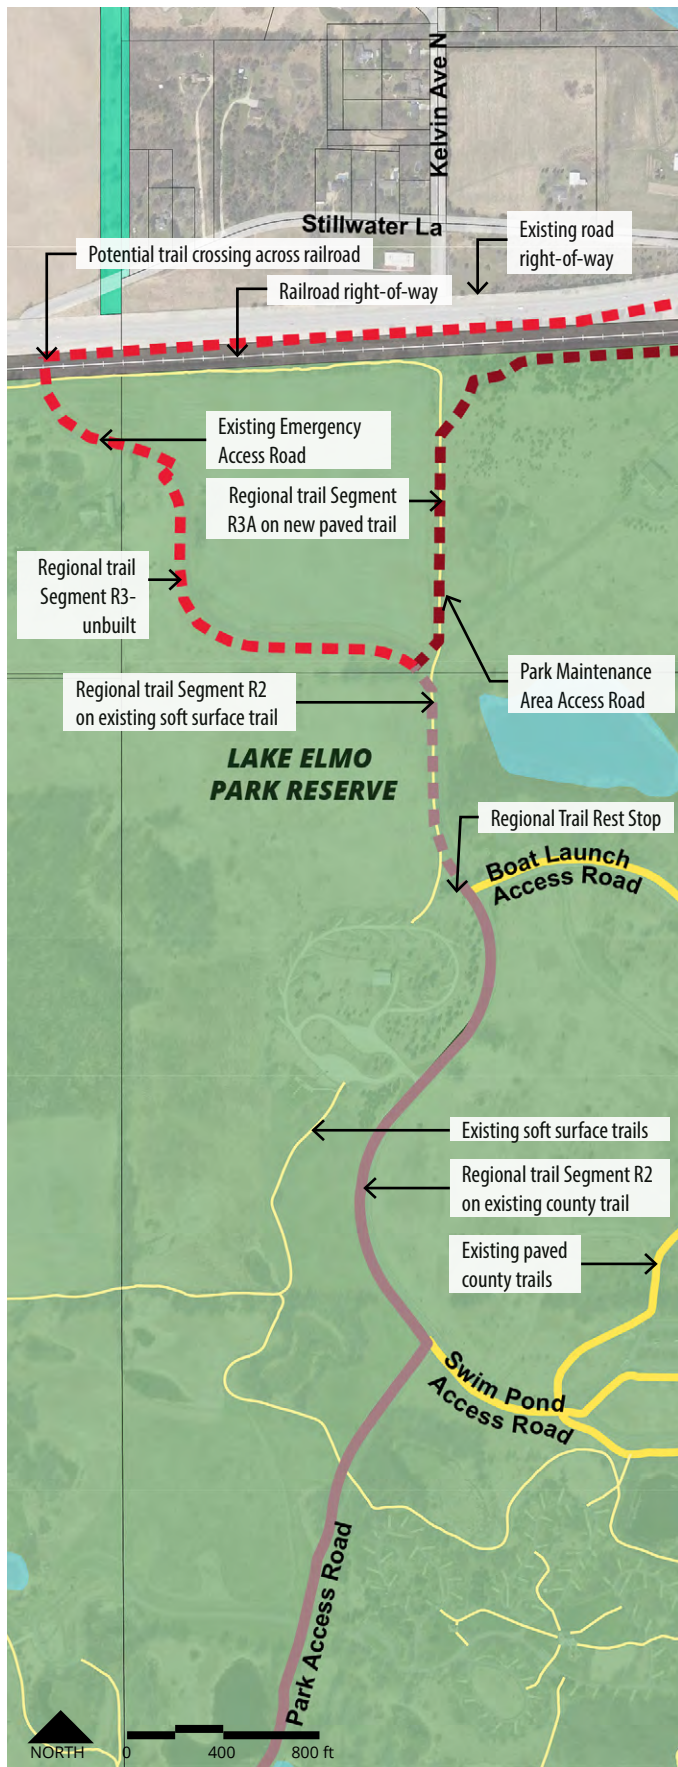 Kelvin Ave N
Stillwater La
Existing road
right-of-way
Potential trail crossing across railroad
Railroad right-of-way
Existing Emergency
Access Road
Regional trail Segment
R3A on new paved trail
Regional trail
Segment R3-
unbuilt
Park Maintenance
Area Access Road
Regional trail Segment R2
on existing soft surface trail
LAKE ELMO
PARK RESERVE
Regional Trail Rest Stop
Boat Launch
Access Road
Existing soft surface trails
Regional trail Segment R2
on existing county trail
Existing paved
county trails
Swim Pond
Access Road
Park Access Road
NORTH
0 400 800 ft